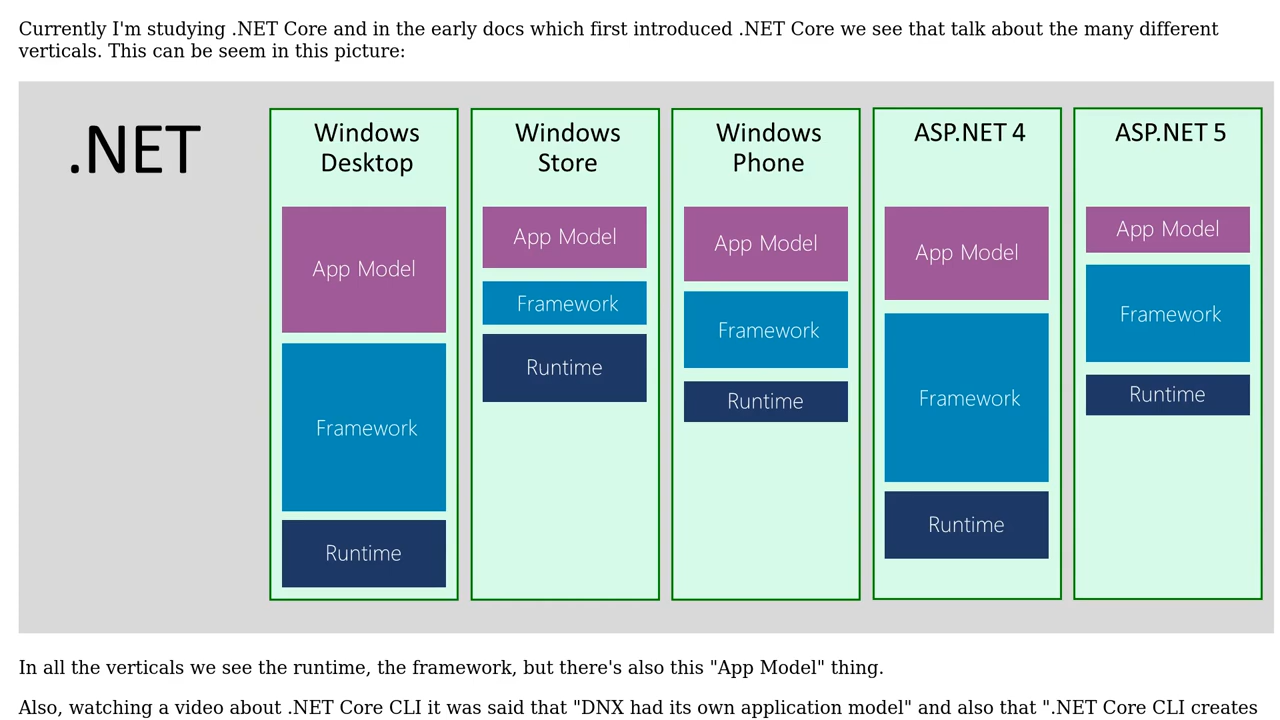 Currently I'm studying .NET Core and in the early docs which first introduced .NET Core we see that talk about the many different
verticals. This can be seem in this picture:
.NET
Windows
Desktop
App Model
Framework
Runtime
Windows
Store
App Model
Framework
Runtime
Windows
Phone
App Model
Framework
Runtime
ASP.NET 4
App Model
Framework
Runtime
ASP.NET 5
App Model
Framework
Runtime
In all the verticals we see the runtime, the framework, but there's also this "App Model" thing.
Also, watching a video about .NET Core CLI it was said that "DNX had its own application model" and also that ".NET Core CLI creates